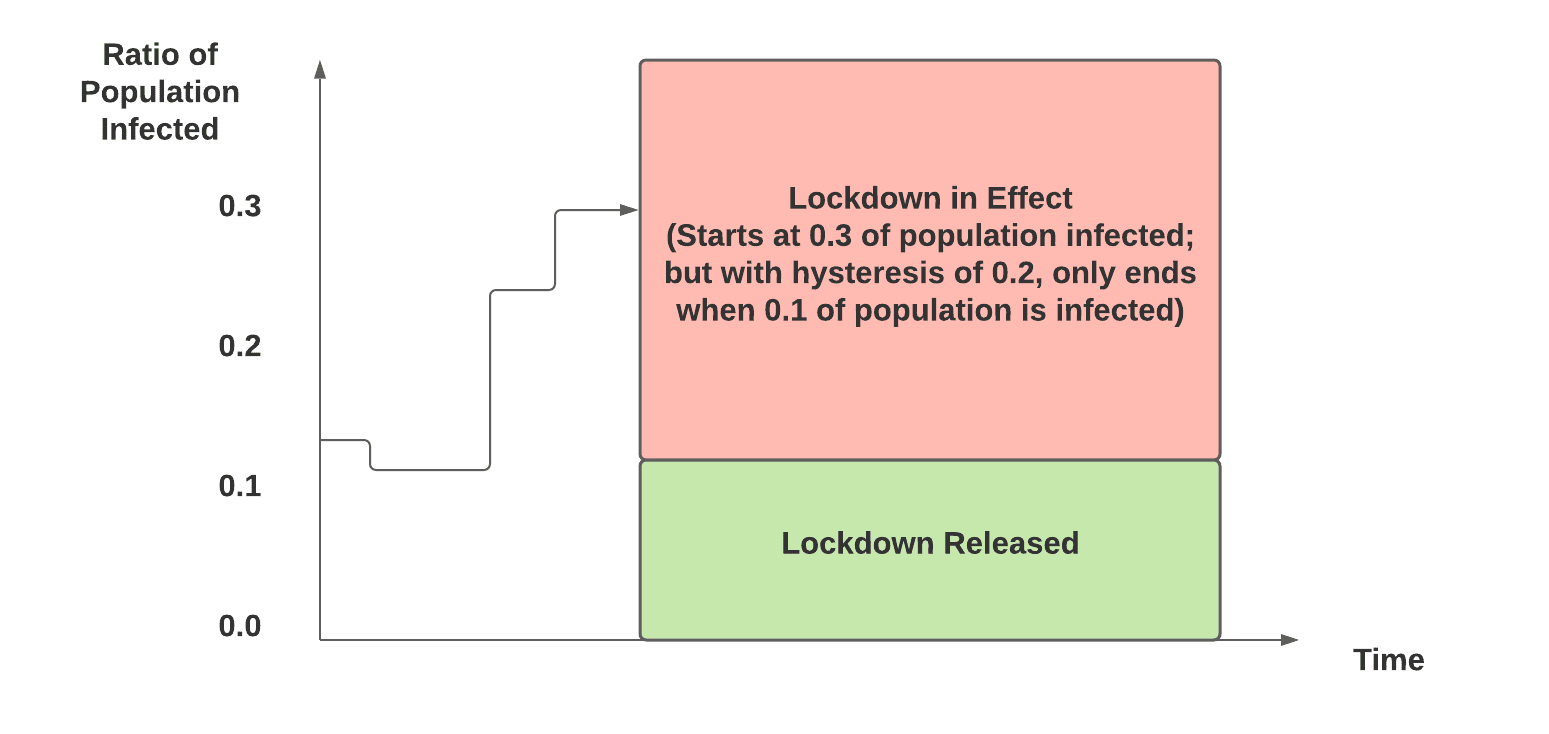 Ratio of
Population
Infected
0.3
0.2
0.1
0.0
Lockdown in Effect
(Starts at 0.3 of population infected;
but with hysteresis of 0.2, only ends
when 0.1 of population is infected)
Lockdown Released
Time